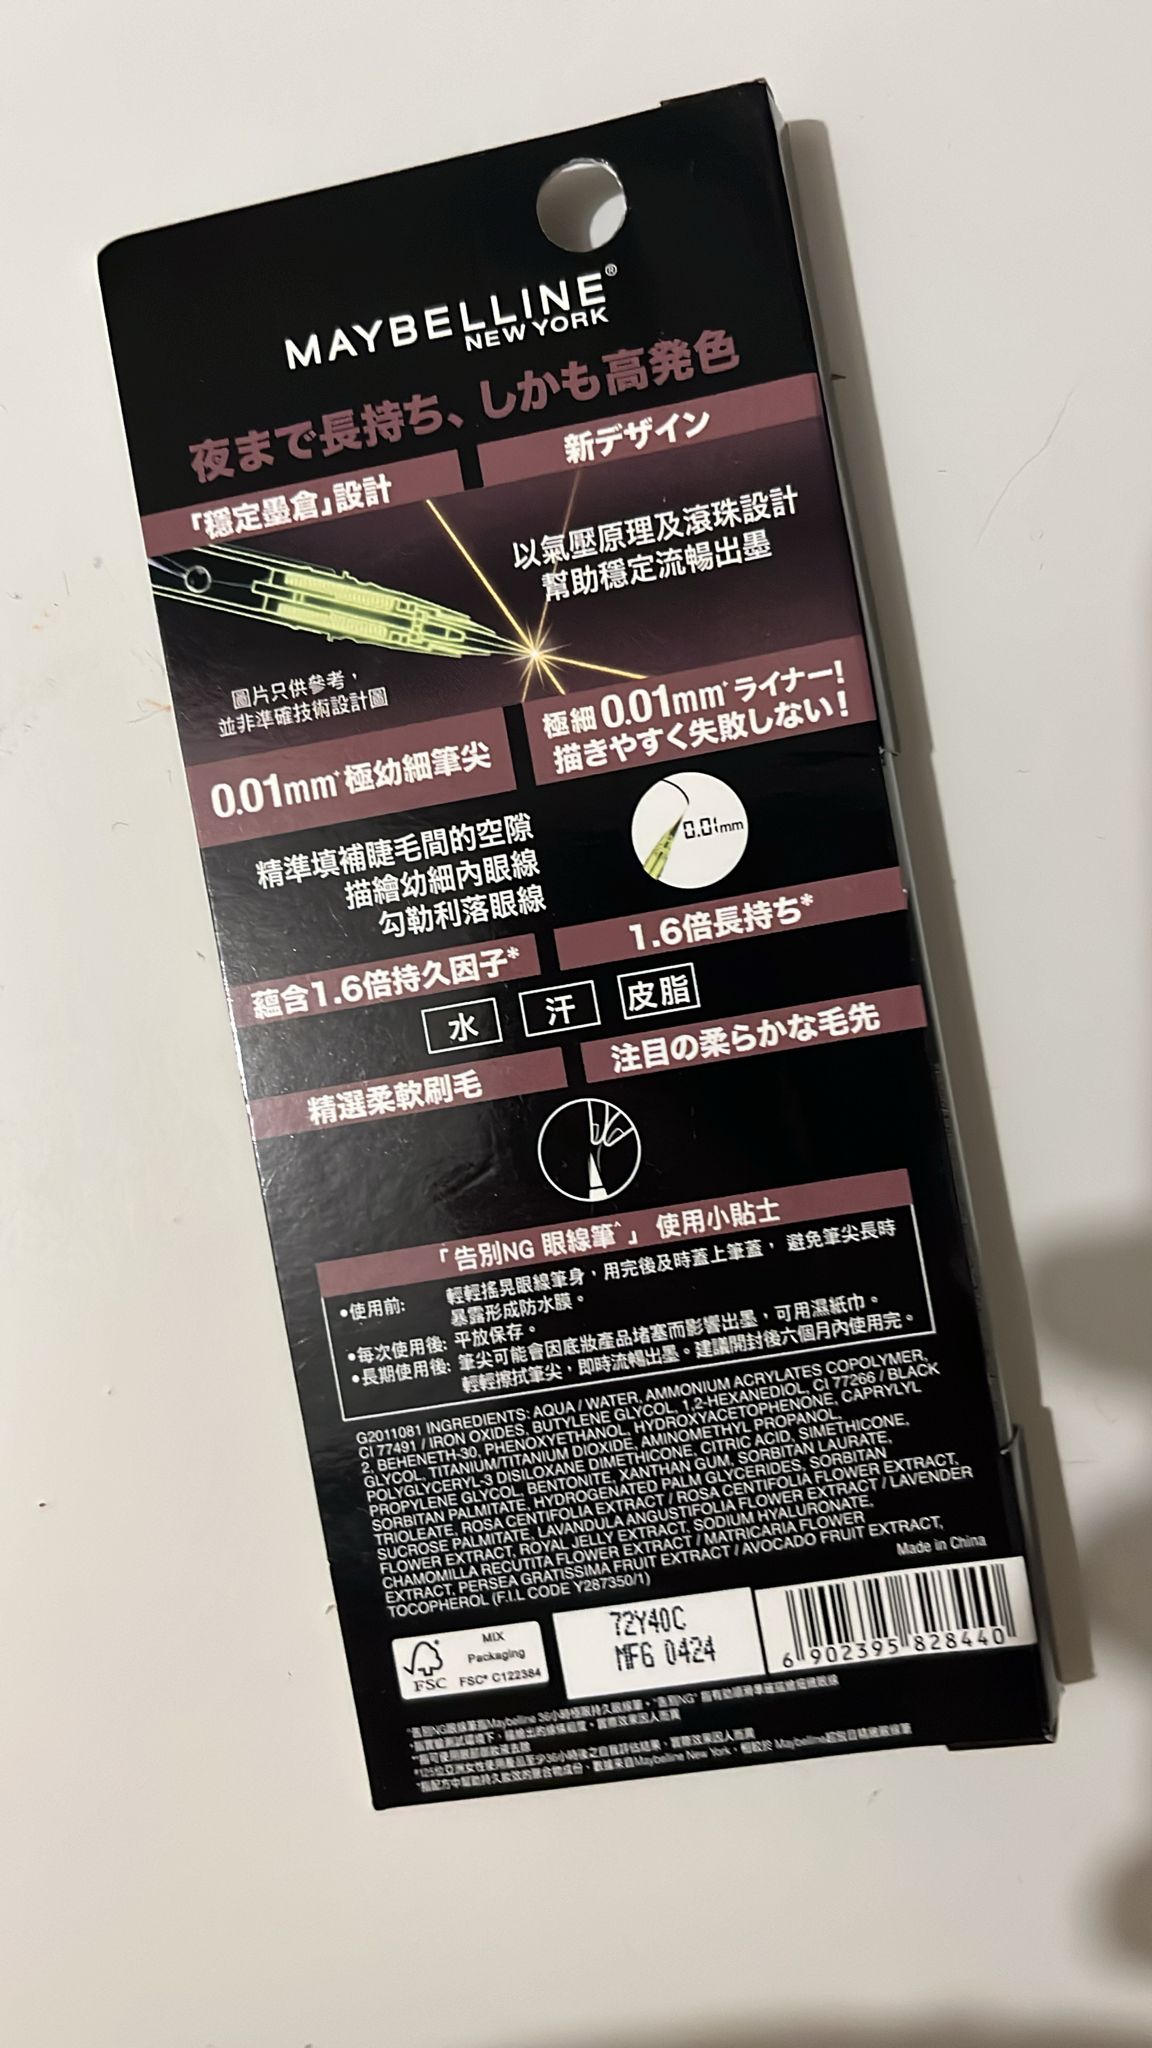 MAYBELLINE®
NEW YORK
夜まで長持ち、しかも高発色
「穩定墨倉」設計
新デザイン
以氣壓原理及滾珠設計
幫助穩定流暢出墨
圖片只供參考，
並非準確技術設計圖
0.01mm⁺極幼細筆尖
極細0.01mm⁺ライナー!
描きやすく失敗しない!
精準填補睫毛間的空隙
描繪幼細內眼線
勾勒利落眼線
0.01mm
蘊含1.6倍持久因子*
1.6倍長持ち*
水 汗 皮脂
精選柔軟刷毛
注目の柔らかな毛先
「告別NG 眼線筆^」 使用小貼士
•使用前: 輕輕搖晃眼線筆身，用完後及時蓋上筆蓋， 避免筆尖長時
暴露形成防水膜。
•每次使用後: 平放保存。
•長期使用後: 筆尖可能會因底妝產品堵塞而影響出墨，可用濕紙巾。
輕輕擦拭筆尖，即時流暢出墨。建議開封後六個月內使用完。
G2011081 INGREDIENTS: AQUA / WATER, AMMONIUM ACRYLATES COPOLYMER,
CI 77491 / IRON OXIDES, BUTYLENE GLYCOL, 1,2-HEXANEDIOL, CI 77266 / BLACK
2, BEHENETH-30, PHENOXYETHANOL, HYDROXYACETOPHENONE, CAPRYLYL
GLYCOL, TITANIUM/TITANIUM DIOXIDE, AMINOMETHYL PROPANOL,
POLYGLYCERYL-3 DISILOXANE DIMETHICONE, CITRIC ACID, SIMETHICONE,
PROPYLENE GLYCOL, BENTONITE, XANTHAN GUM, SORBITAN LAURATE,
SORBITAN PALMITATE, HYDROGENATED PALM GLYCERIDES, SORBITAN
TRIOLEATE, ROSA CENTIFOLIA EXTRACT / ROSA CENTIFOLIA FLOWER EXTRACT,
SUCROSE PALMITATE, LAVANDULA ANGUSTIFOLIA FLOWER EXTRACT / LAVENDER
FLOWER EXTRACT, ROYAL JELLY EXTRACT, SODIUM HYALURONATE,
CHAMOMILLA RECUTITA FLOWER EXTRACT / MATRICARIA FLOWER
EXTRACT, PERSEA GRATISSIMA FRUIT EXTRACT / AVOCADO FRUIT EXTRACT,
TOCOPHEROL (F.I.L CODE Y287350/1)
Made in China
FSC
MIX
Packaging
FSC® C122384
72Y40C
MFG 0424
6 902395 828440